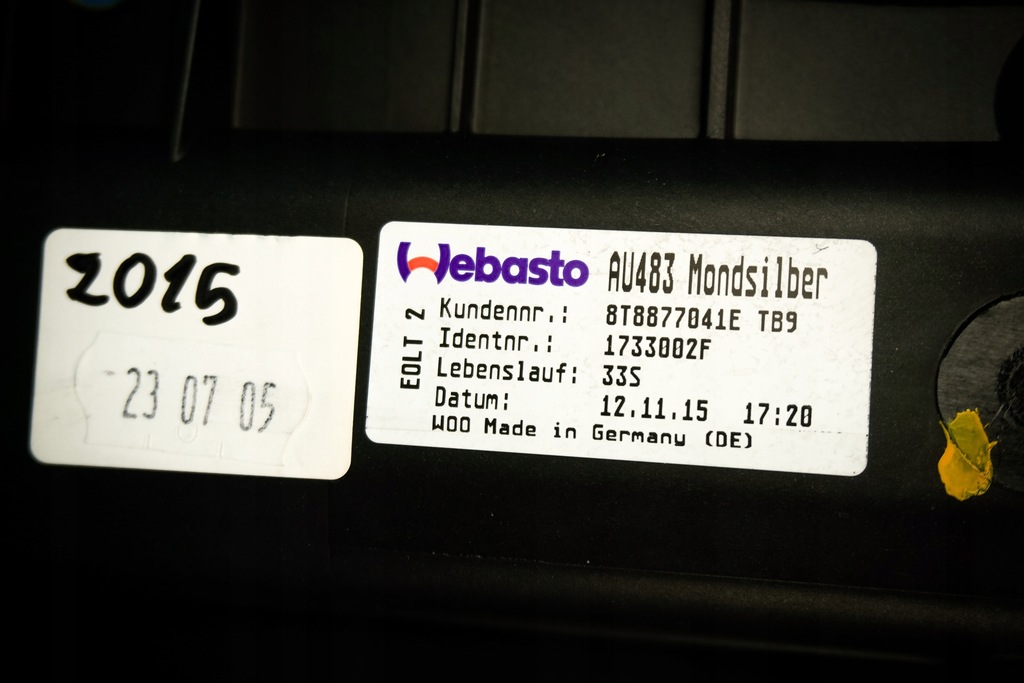 2015
23 07 05
Webasto AU483 Mondsilber
EOLT 2
Kundennr.: 8T8877041E TB9
Identnr.: 1733002F
Lebenslauf: 33S
Datum: 12.11.15 17:20
WOO Made in Germany (DE)